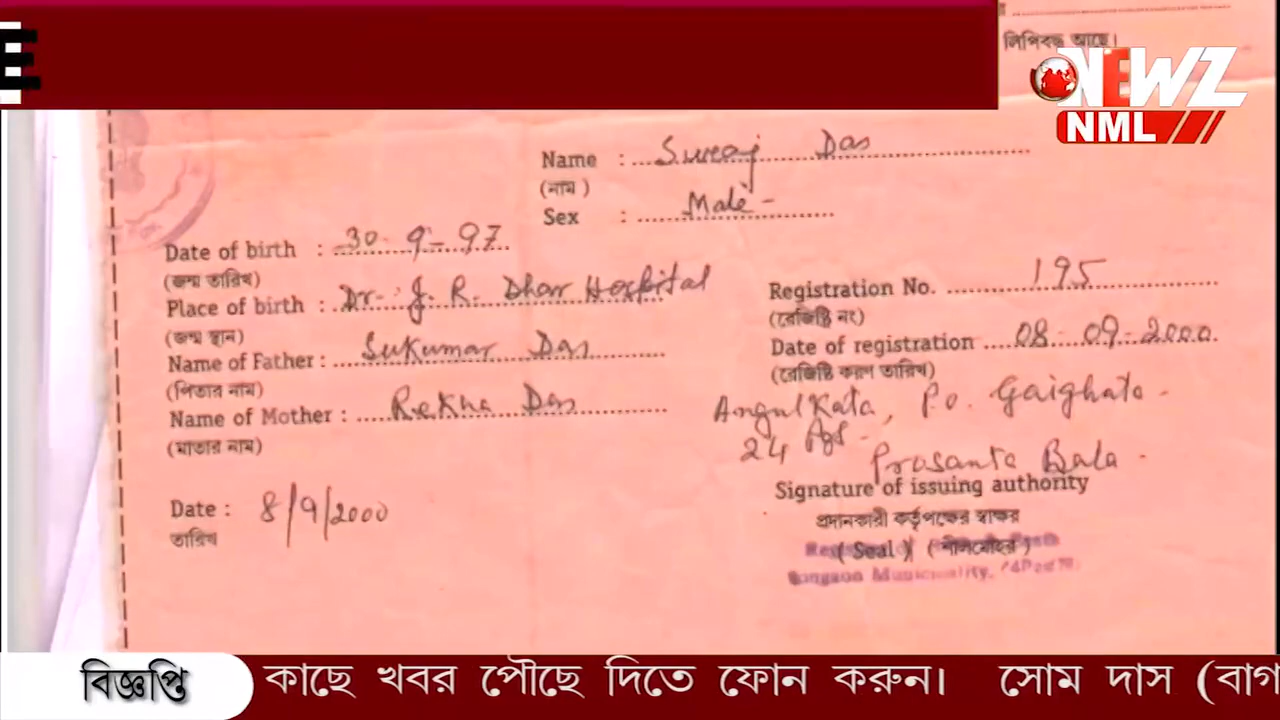 লিপিবদ্ধ আছে।
E
NEWZ
NML
Name : Suraj Das
(নাম)
Sex : Male
Date of birth : 30-9-97
(জন্ম তারিখ)
Place of birth : Dr. J. R. Dhar Hospital
(জন্ম স্থান)
Name of Father : Sukumar Das
(পিতার নাম)
Name of Mother : Rekha Das
(মাতার নাম)
Date : 8/9/2000
তারিখ
Registration No. 195
(রেজিষ্ট্রি নং)
Date of registration 08-09-2000
(রেজিষ্ট্রি করণ তারিখ)
Angulkata, P.O. Gaighata
24 Pgs.
Prosanta Bala
Signature of issuing authority
প্রদানকারী কর্তৃপক্ষের স্বাক্ষর
(Seal) (শীলমোহর)
Bongaon Municipality,
বিজ্ঞপ্তি
কাছে খবর পৌছে দিতে ফোন করুন। সোম দাস (বাগ